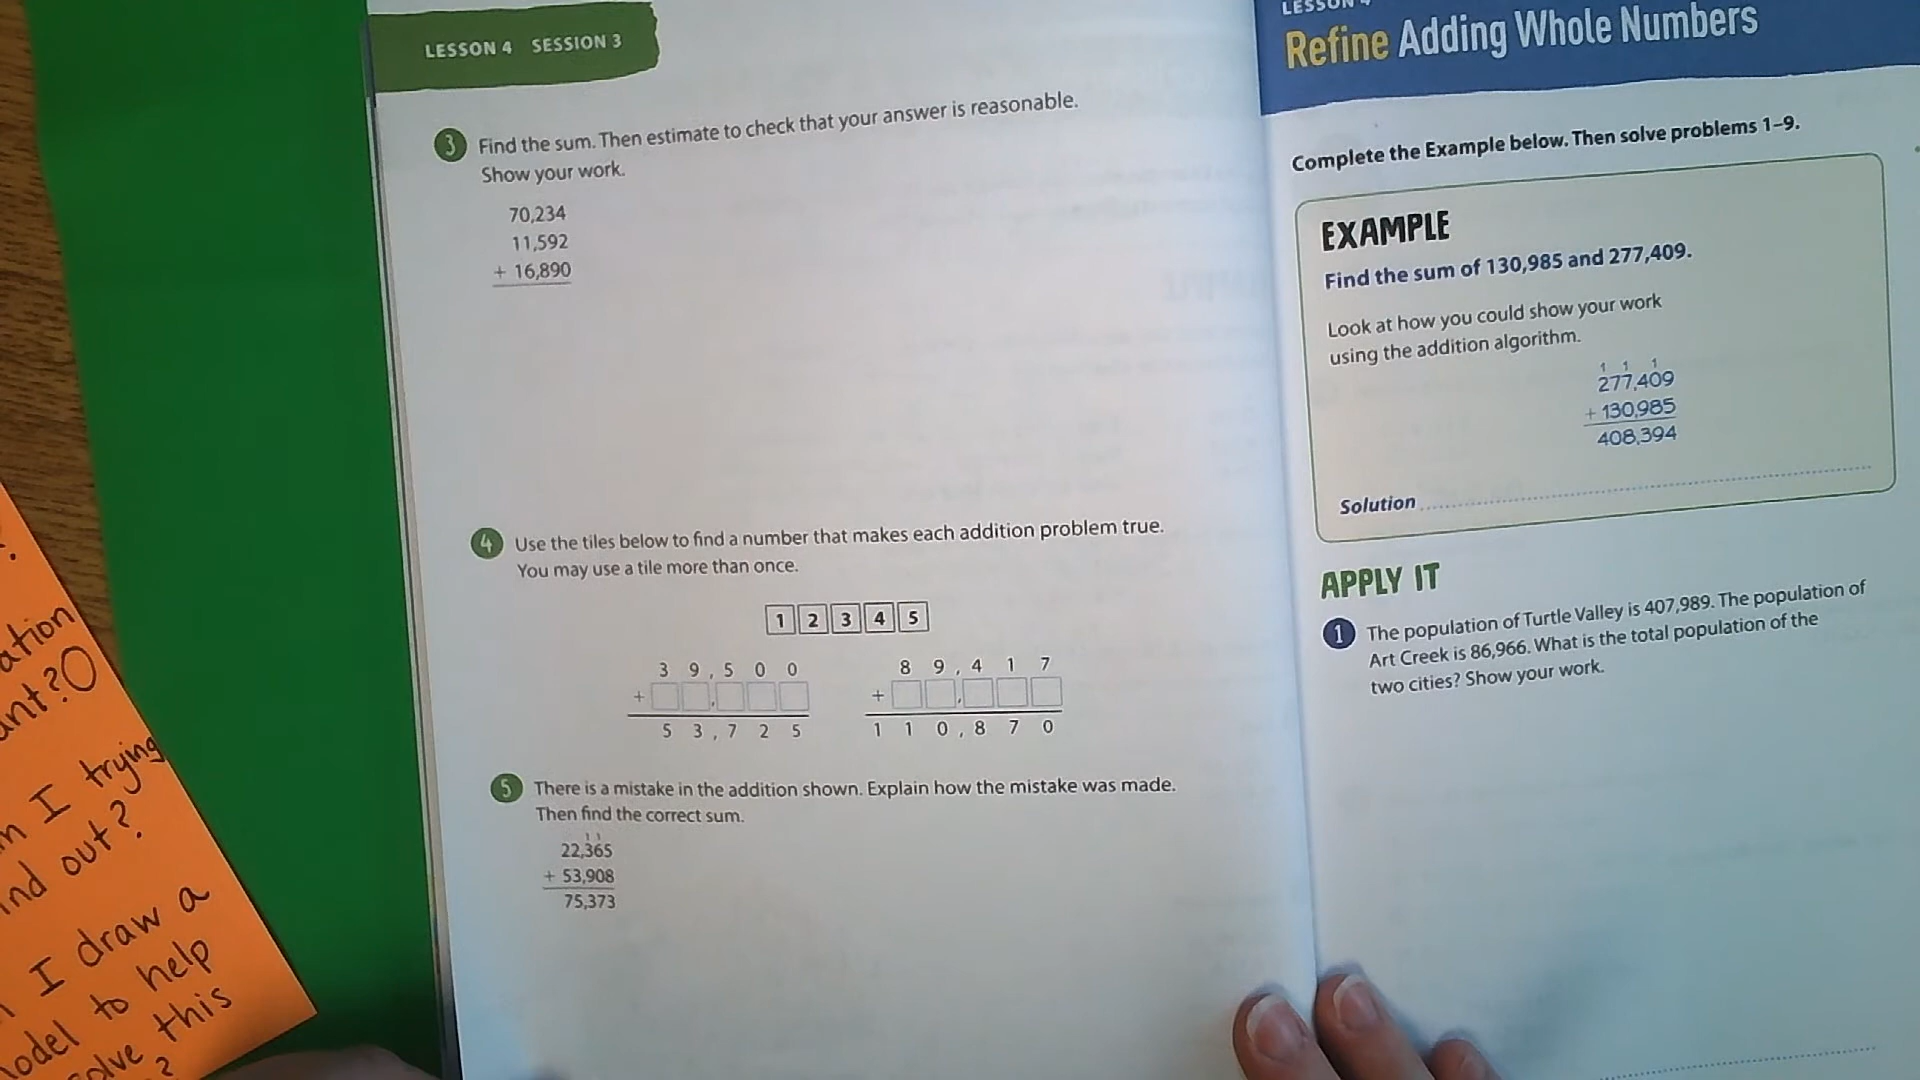 LESSON 4 SESSION 3
3 Find the sum. Then estimate to check that your answer is reasonable.
Show your work.
70,234
11,592
+ 16,890
4 Use the tiles below to find a number that makes each addition problem true.
You may use a tile more than once.
1 2 3 4 5
3 9 , 5 0 0
+ ,
5 3 , 7 2 5
8 9 , 4 1 7
+ ,
1 1 0 , 8 7 0
5 There is a mistake in the addition shown. Explain how the mistake was made.
Then find the correct sum.
1 1
22,365
+ 53,908
75,373
LESSON 4
Refine Adding Whole Numbers
Complete the Example below. Then solve problems 1–9.
EXAMPLE
Find the sum of 130,985 and 277,409.
Look at how you could show your work
using the addition algorithm.
1 1 1
277,409
+ 130,985
408,394
Solution
APPLY IT
1 The population of Turtle Valley is 407,989. The population of
Art Creek is 86,966. What is the total population of the
two cities? Show your work.
I trying
out?
I draw a
to help
this
?